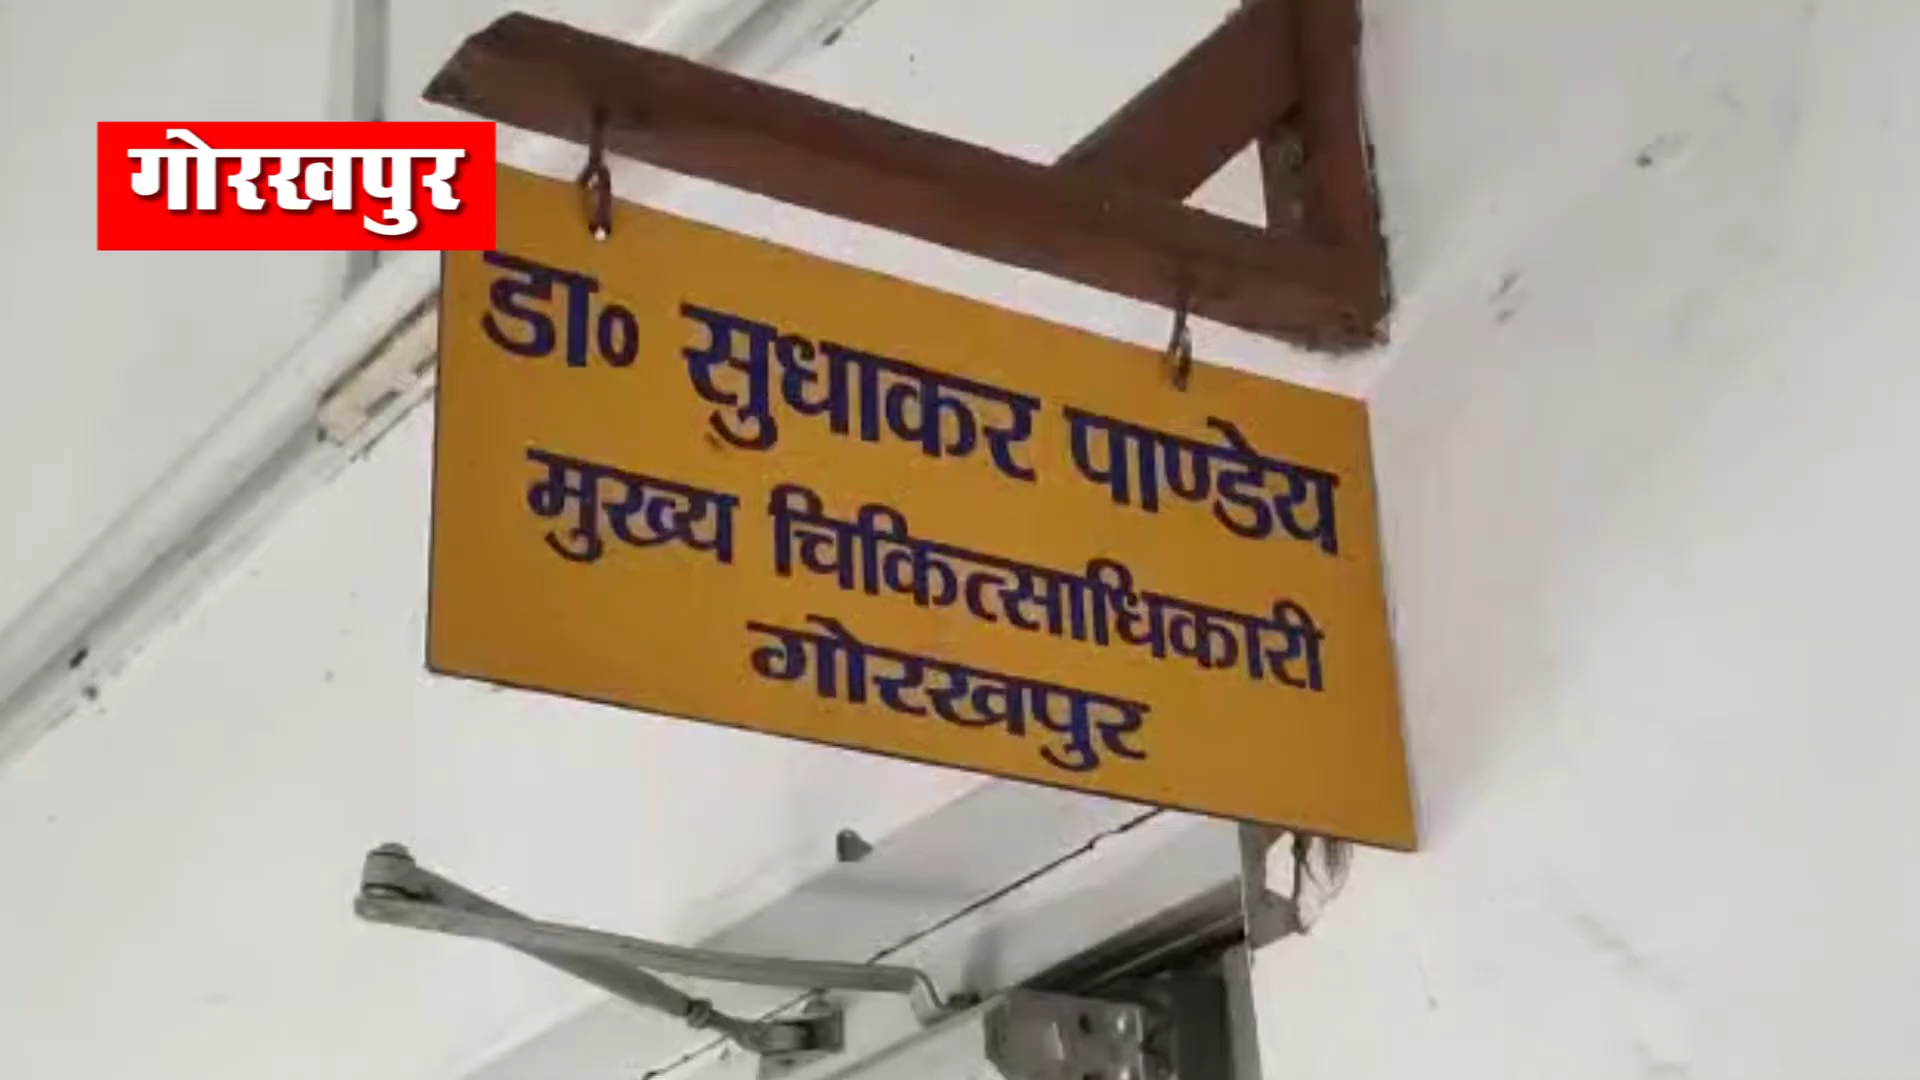 गोरखपुर
डा० सुधाकर पाण्डेय
मुख्य चिकित्साधिकारी
गोरखपुर